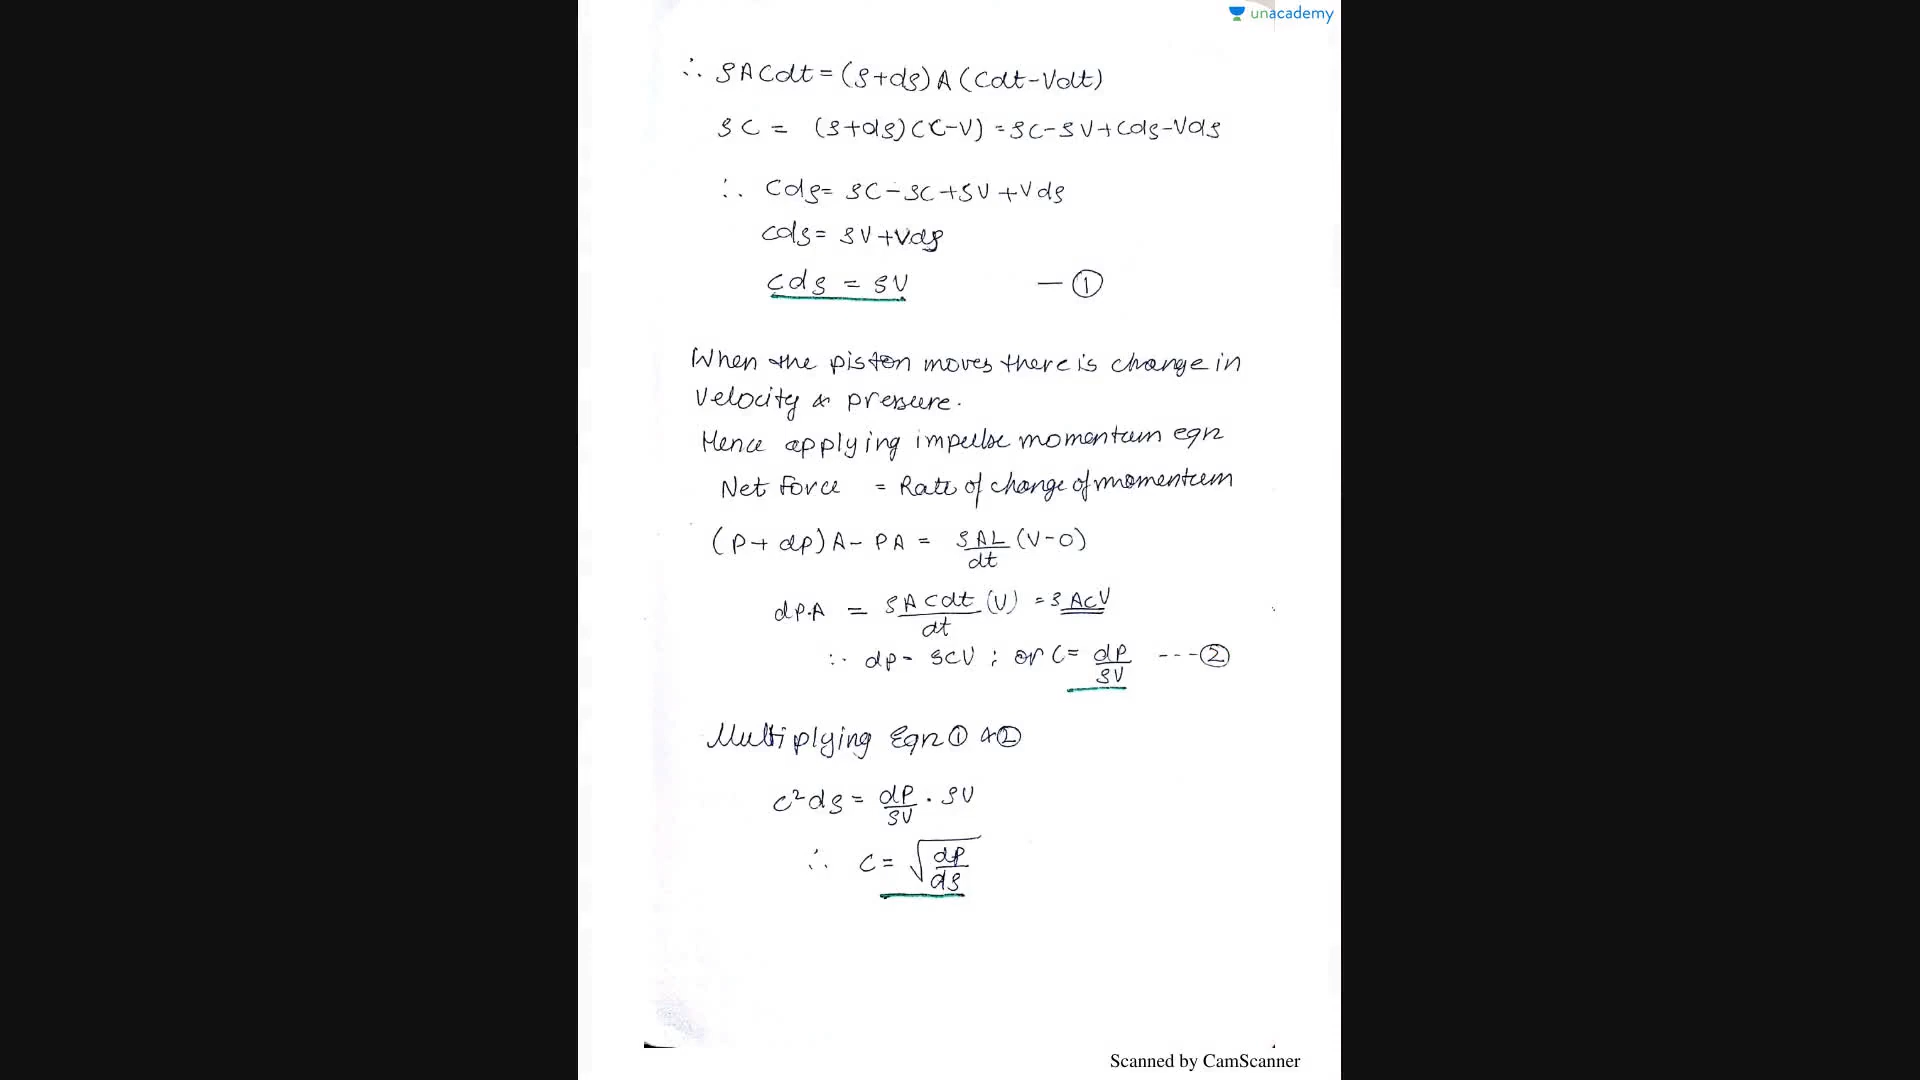 unacademy
∴ ρACdt = (ρ+dρ)A(Cdt-Vdt)
ρC = (ρ+dρ)(C-V) = ρC-ρV+Cdρ-Vdρ
∴ Cdρ = ρC-ρC+ρV+Vdρ
Cdρ = ρV+Vdρ
Cdρ = ρV — ①
When the piston moves there is change in
velocity & pressure.
Hence applying impulse momentum eqn
Net force = Rate of change of momentum
(P+dp)A-PA = ρAL/dt (V-0)
dP.A = ρACdt/dt (V) = ρACV
∴ dp = ρCV ; or C = dP/ρV ---②
Multiplying Eqn ① & ②
C²dρ = dP/ρV . ρV
∴ C = √dp/dρ
Scanned by CamScanner